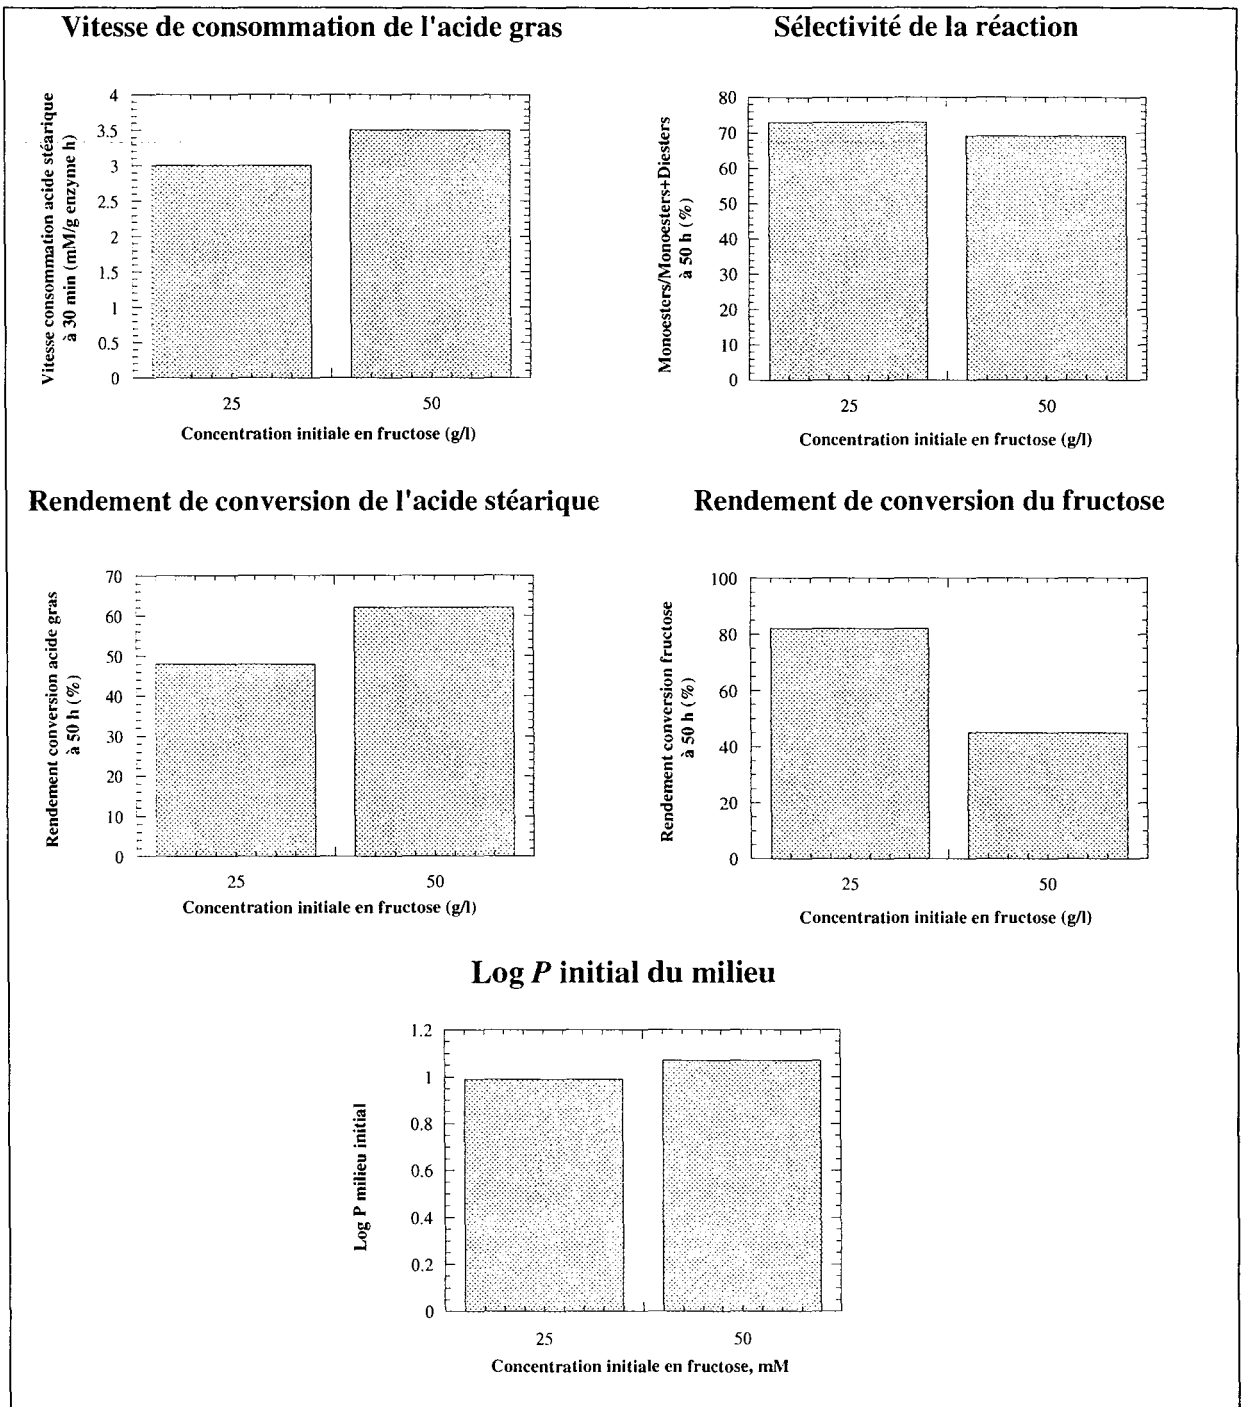 Vitesse de consommation de l'acide gras
Vitesse consommation acide stéarique
à 30 min (mM/g enzyme h)
4
3.5
3
2.5
2
1.5
1
0.5
0
25
50
Concentration initiale en fructose (g/l)
Sélectivité de la réaction
Monoesters/Monoesters+Diesters
à 50 h (%)
80
70
60
50
40
30
20
10
0
25
50
Concentration initiale en fructose (g/l)
Rendement de conversion de l'acide stéarique
Rendement conversion acide gras
à 50 h (%)
70
60
50
40
30
20
10
0
25
50
Concentration initiale en fructose (g/l)
Rendement de conversion du fructose
Rendement conversion fructose
à 50 h (%)
100
80
60
40
20
0
25
50
Concentration initiale en fructose (g/l)
Log P initial du milieu
Log P milieu initial
1.2
1
0.8
0.6
0.4
0.2
0
25
50
Concentration initiale en fructose, mM